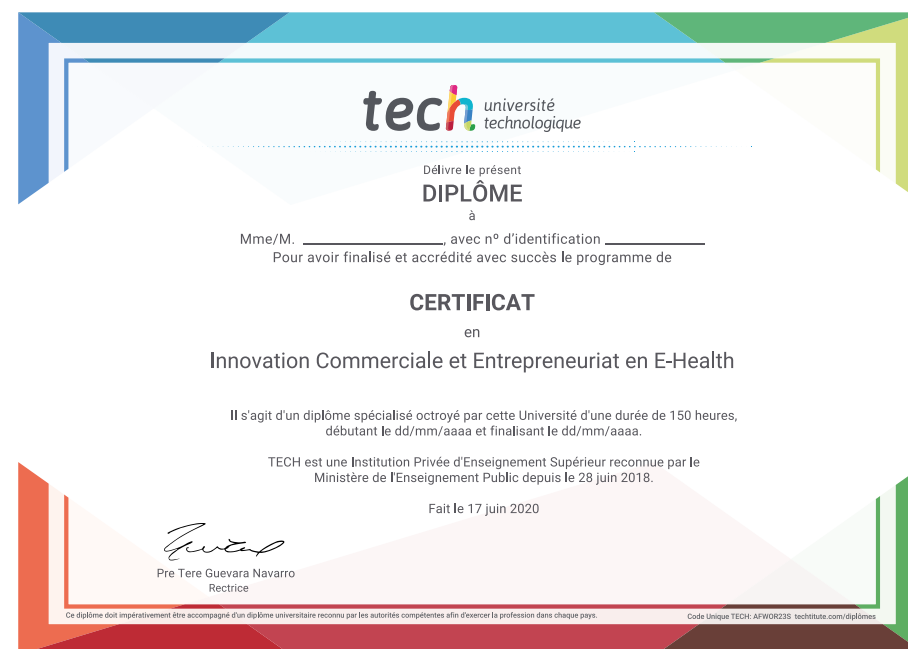 tech université
technologique
Délivre le présent
DIPLÔME
à
Mme/M. ____________________, avec nº d'identification ______________
Pour avoir finalisé et accrédité avec succès le programme de
CERTIFICAT
en
Innovation Commerciale et Entrepreneuriat en E-Health
Il s'agit d'un diplôme spécialisé octroyé par cette Université d'une durée de 150 heures,
débutant le dd/mm/aaaa et finalisant le dd/mm/aaaa.
TECH est une Institution Privée d'Enseignement Supérieur reconnue par le
Ministère de l'Enseignement Public depuis le 28 juin 2018.
Fait le 17 juin 2020
Pre Tere Guevara Navarro
Rectrice
Ce diplôme doit impérativement être accompagné d'un diplôme universitaire reconnu par les autorités compétentes afin d'exercer la profession dans chaque pays.
Code Unique TECH: AFWOR23S techtitute.com/diplômes